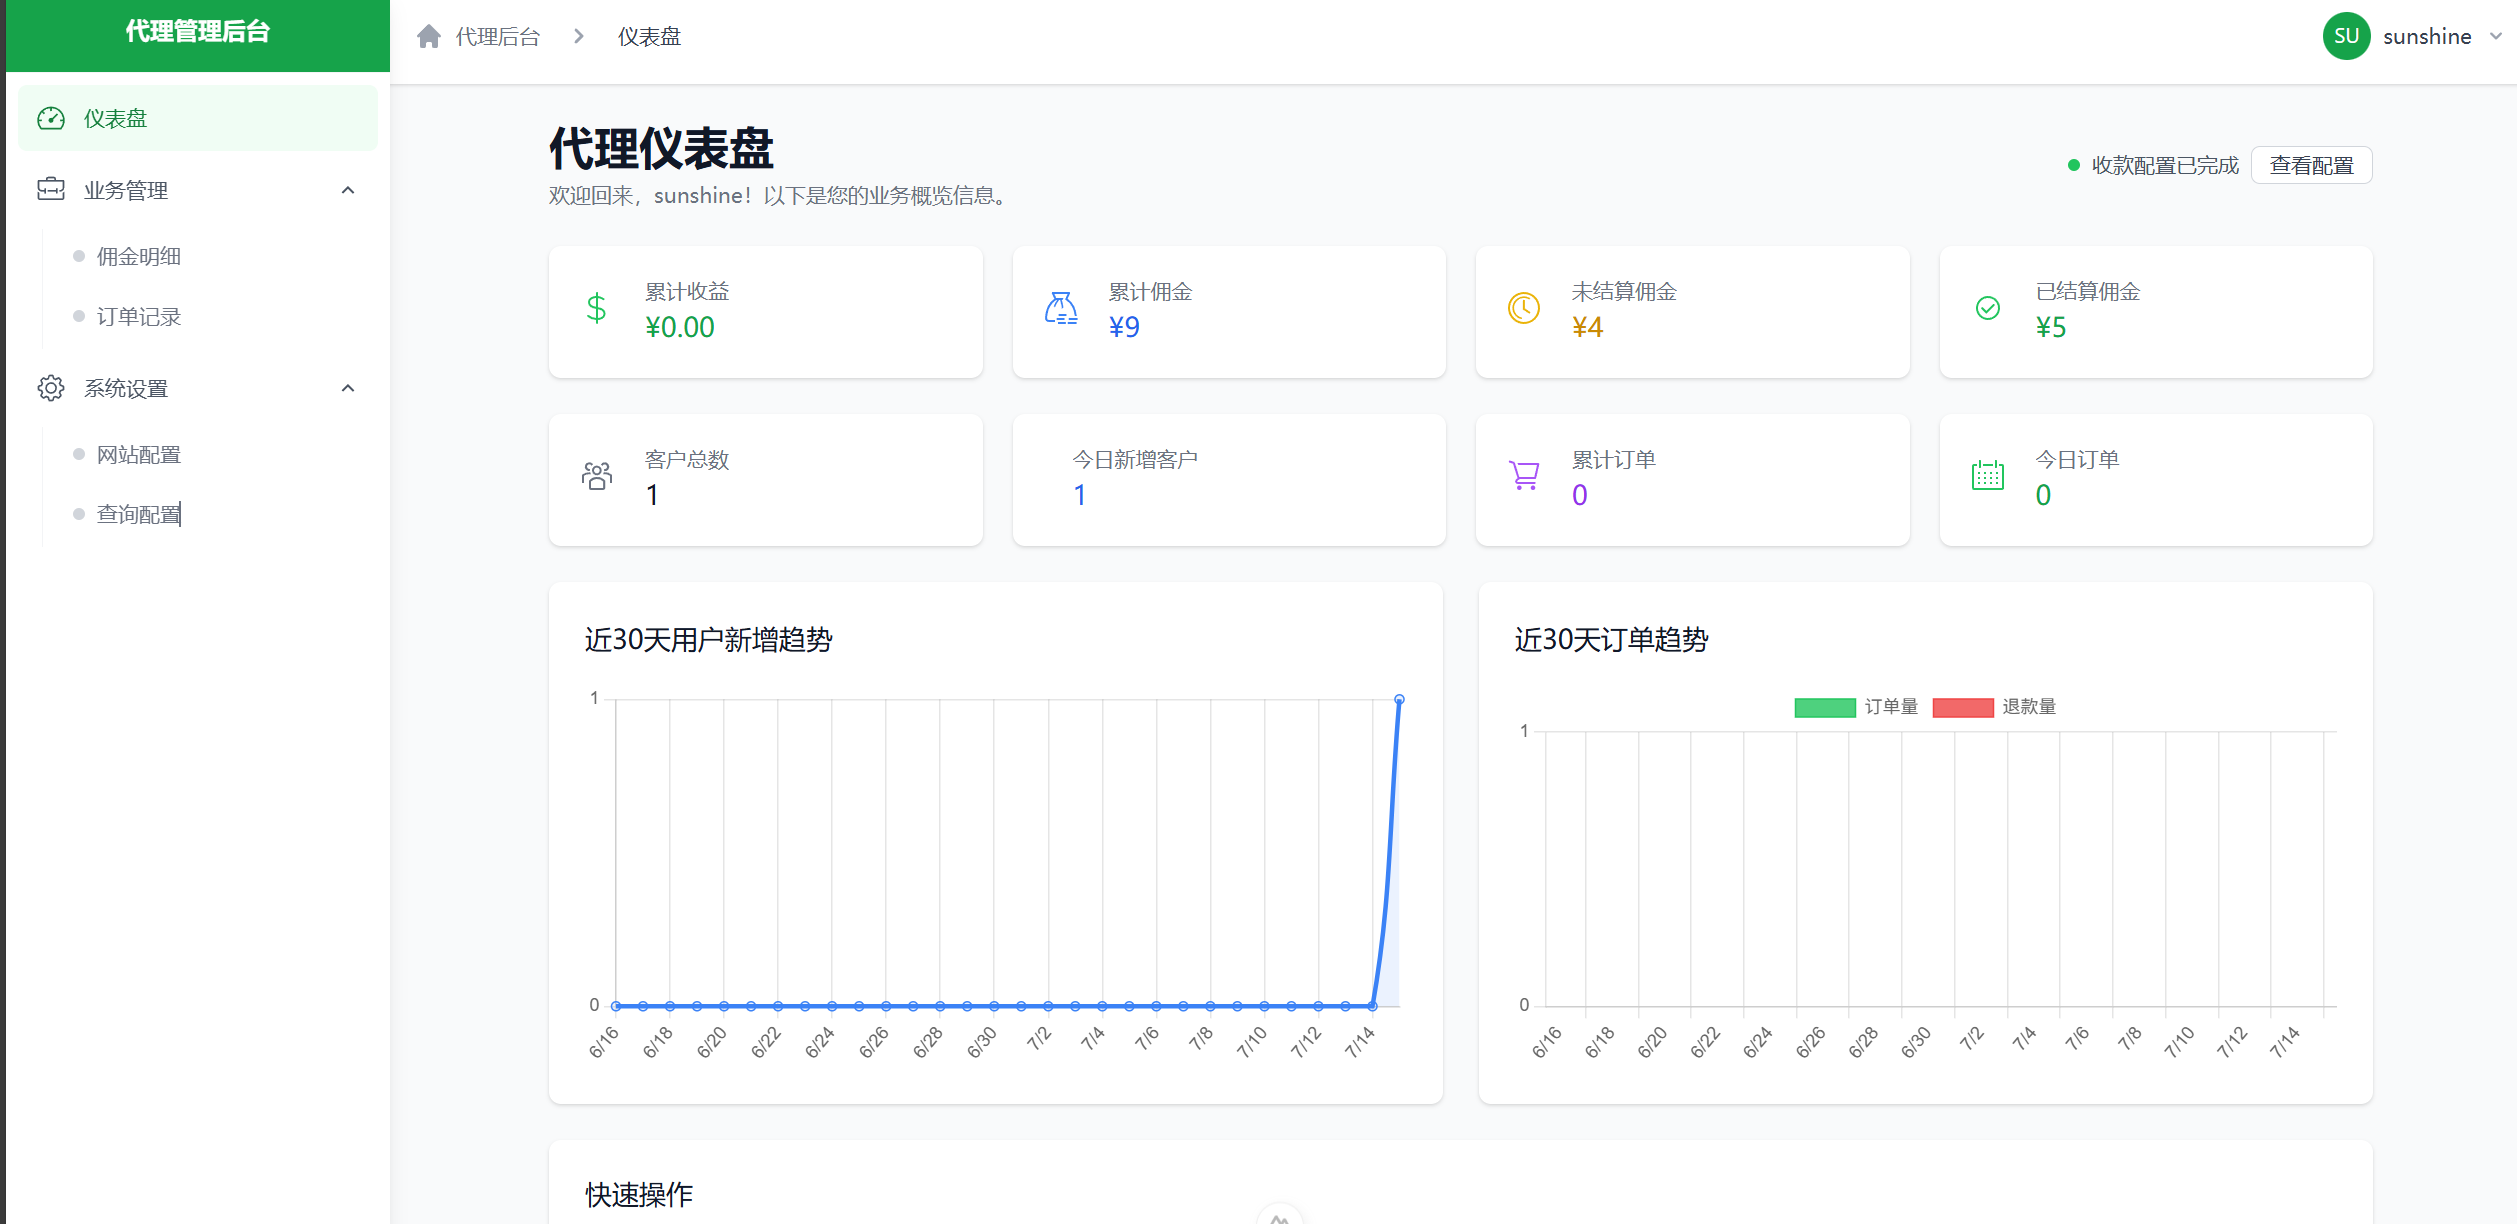 代理管理后台
代理后台 仪表盘
SU sunshine
仪表盘
业务管理
佣金明细
订单记录
系统设置
网站配置
查询配置
代理仪表盘
欢迎回来，sunshine！以下是您的业务概览信息。
收款配置已完成 查看配置
累计收益
¥0.00
累计佣金
¥9
未结算佣金
¥4
已结算佣金
¥5
客户总数
1
今日新增客户
1
累计订单
0
今日订单
0
近30天用户新增趋势
1
0
6/16 6/18 6/20 6/22 6/24 6/26 6/28 6/30 7/2 7/4 7/6 7/8 7/10 7/12 7/14
近30天订单趋势
订单量 退款量
1
0
6/16 6/18 6/20 6/22 6/24 6/26 6/28 6/30 7/2 7/4 7/6 7/8 7/10 7/12 7/14
快速操作